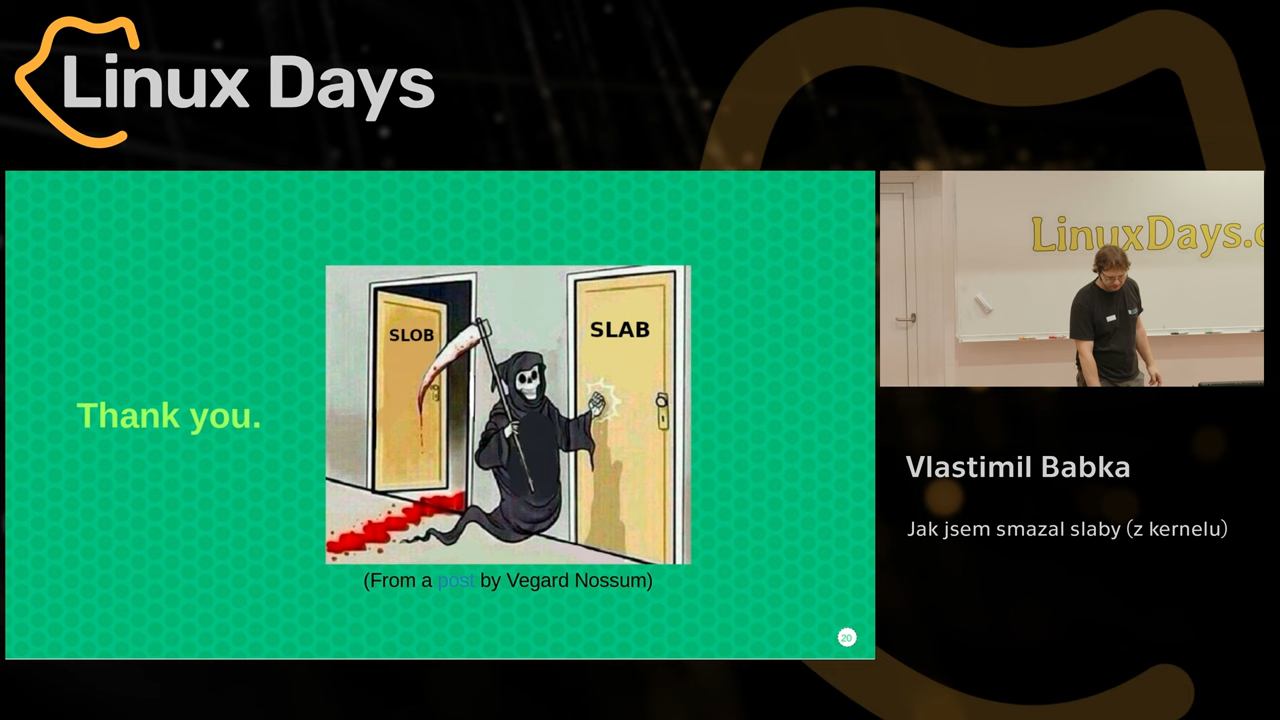 Linux Days
SLOB
SLAB
Thank you.
(From a post by Vegard Nossum)
20
LinuxDays.c
Vlastimil Babka
Jak jsem smazal slaby (z kernelu)